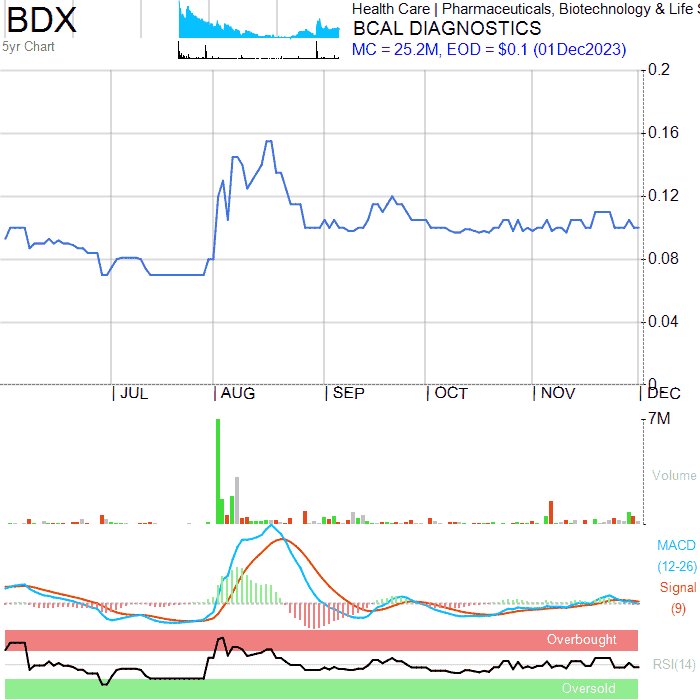 BDX
5yr Chart
Health Care | Pharmaceuticals, Biotechnology & Life S
BCAL DIAGNOSTICS
MC = 25.2M, EOD = $0.1 (01Dec2023)
0.2
0.16
0.12
0.08
0.04
0
JUL AUG SEP OCT NOV DEC
7M
Volume
MACD
(12-26)
Signal
(9)
Overbought
RSI(14)
Oversold